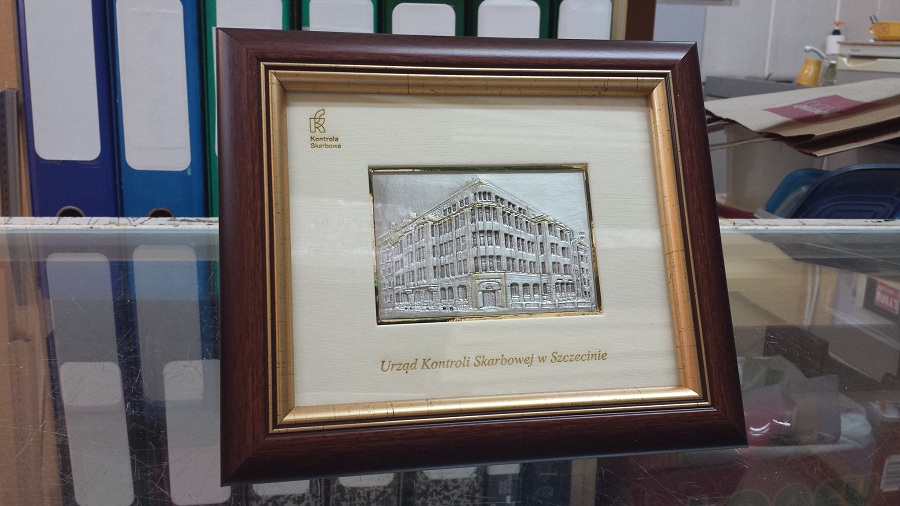 Kontrola
Skarbowa
Urząd Kontroli Skarbowej w Szczecinie